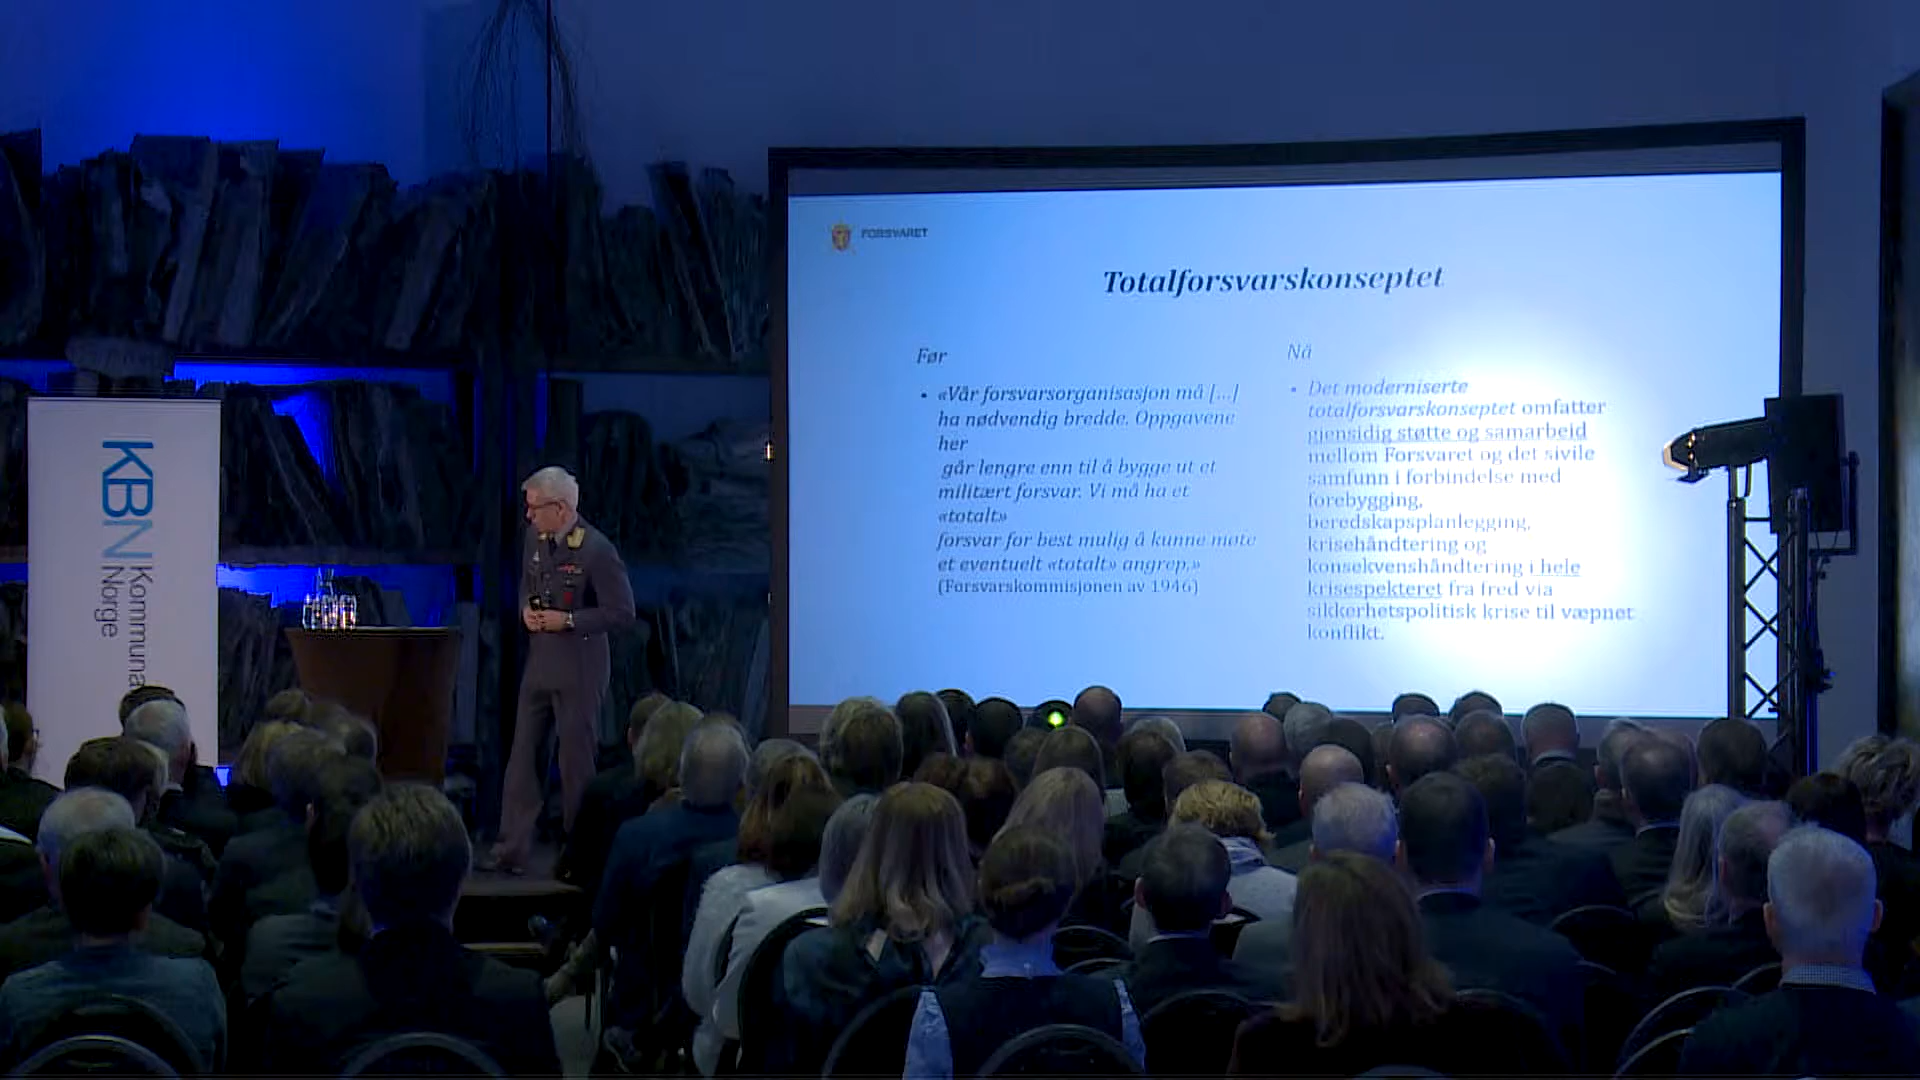 FORSVARET
Totalforsvarskonseptet
Før
• «Vår forsvarsorganisasjon må [...]
ha nødvendig bredde. Oppgavene
her
går lengre enn til å bygge ut et
militært forsvar. Vi må ha et
«totalt»
forsvar for best mulig å kunne møte
et eventuelt «totalt» angrep.»
(Forsvarskommisjonen av 1946)
Nå
• Det moderniserte
totalforsvarskonseptet omfatter
gjensidig støtte og samarbeid
mellom Forsvaret og det sivile
samfunn i forbindelse med
forebygging,
beredskapsplanlegging,
krisehåndtering og
konsekvenshåndtering i hele
krisespekteret fra fred via
sikkerhetspolitisk krise til væpnet
konflikt.
KBN
Kommuna
Norge